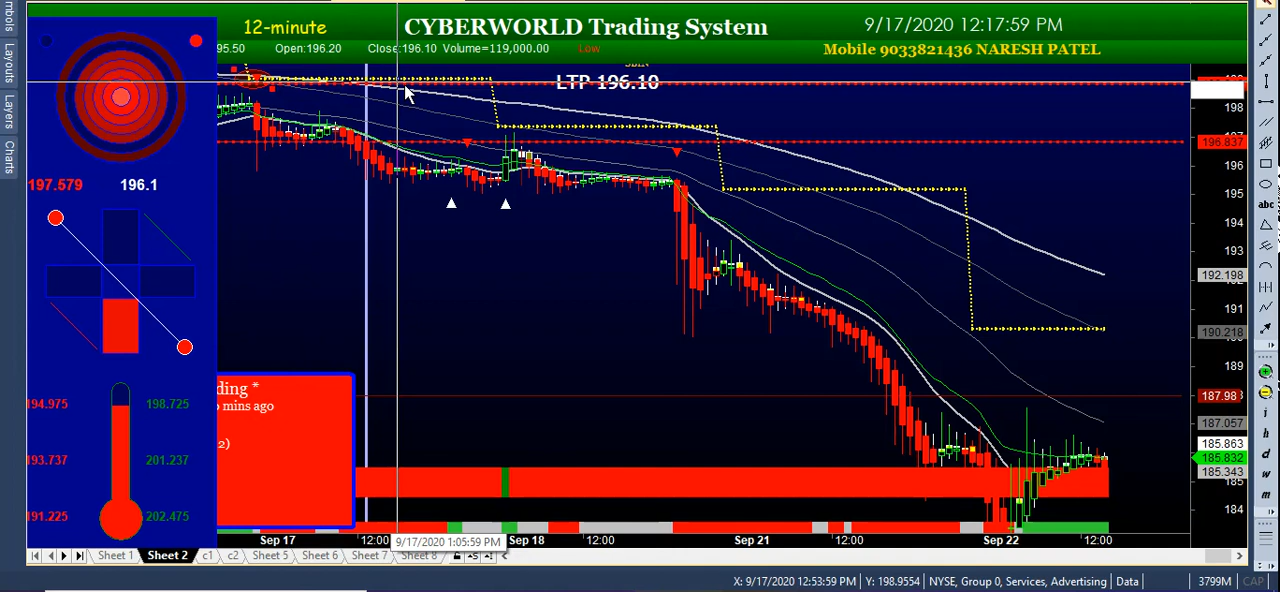 12-minute
CYBERWORLD Trading System
9/17/2020 12:17:59 PM
95.50 Open:196.20 Close:196.10 Volume=119,000.00 Low
Mobile 9033821436 NARESH PATEL
LTP 196.10
mbols
Layouts
Layers
Charts
197.579 196.1
198
196.837
196
195
194
193
192.198
191
190.218
187.98
187.057
185.863
185.832
185.343
185
184
ding *
mins ago
2)
194.975 198.725
193.737 201.237
191.225 202.475
Sep 17 12:00 Sep 18 12:00 Sep 21 12:00 Sep 22 12:00
9/17/2020 1:05:59 PM
Sheet 1 Sheet 2 c1 c2 Sheet 5 Sheet 6 Sheet 7 Sheet 8
X: 9/17/2020 12:53:59 PM Y: 198.9554 NYSE, Group 0, Services, Advertising Data 3799M CAP
abc
i
h
d
w
m